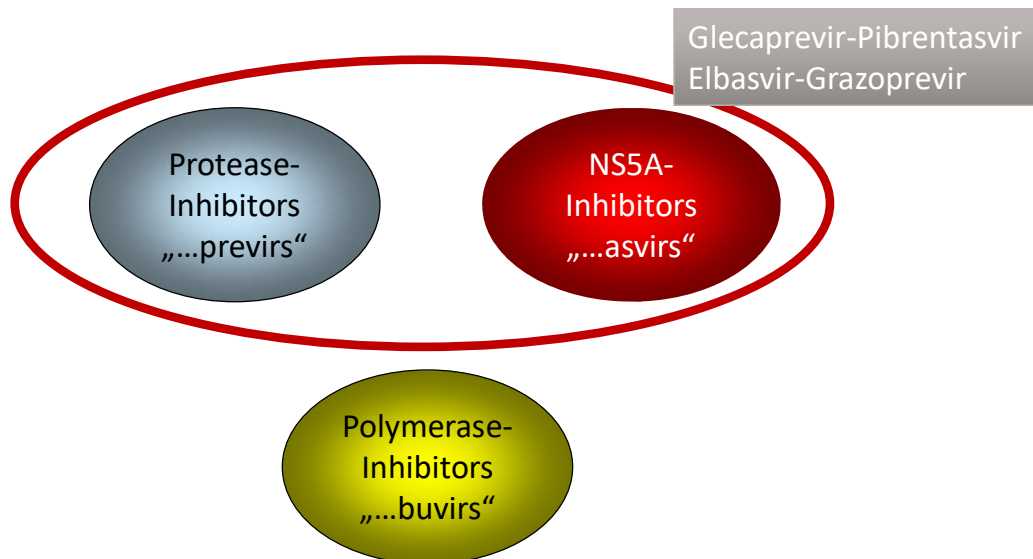 Glecaprevir-Pibrentasvir
Elbasvir-Grazoprevir
Protease-
Inhibitors
„…previrs“
NS5A-
Inhibitors
„…asvirs“
Polymerase-
Inhibitors
„…buvirs“